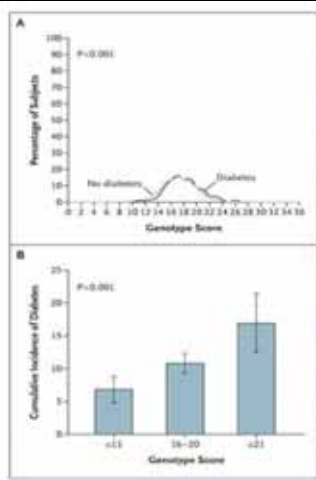 A
P<0.001
Percentage of Subjects
100
90
80
70
60
50
40
30
20
10
0
No diabetes
Diabetes
0 2 4 6 8 10 12 14 16 18 20 22 24 26 28 30 32 34 36
Genotype Score
B
P<0.001
Cumulative Incidence of Diabetes
25
20
15
10
5
0
16–20
Genotype Score